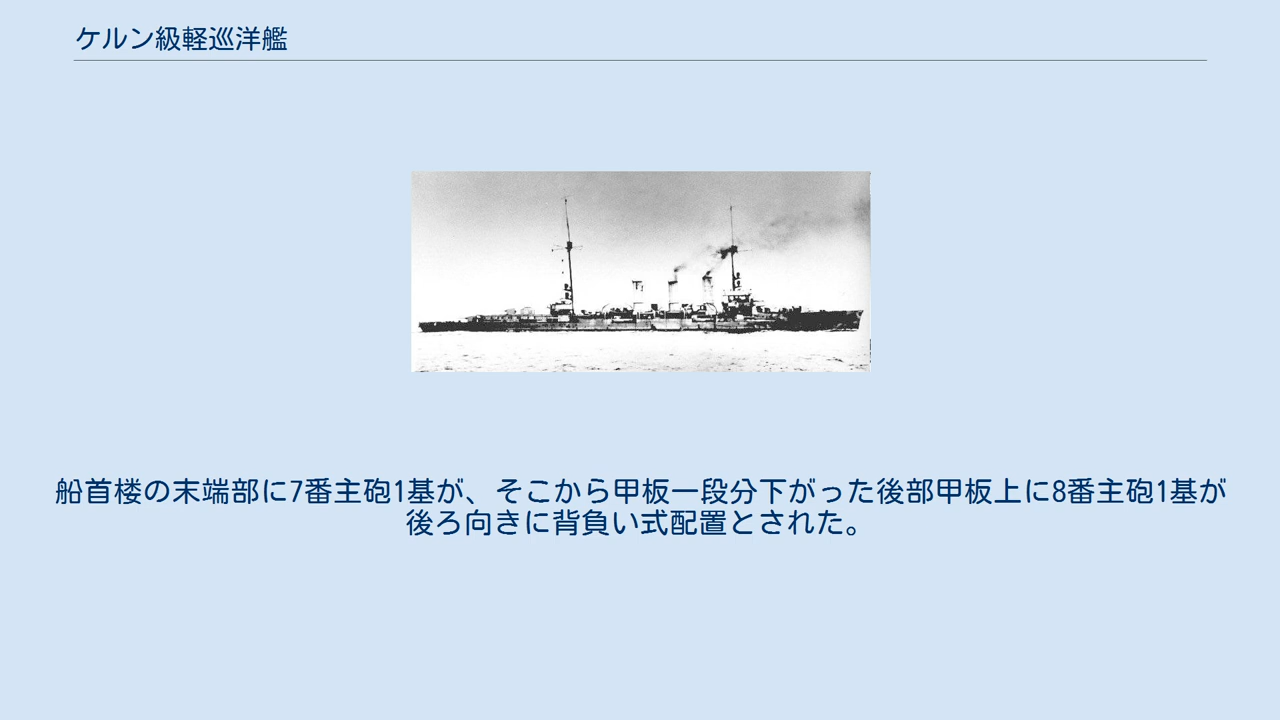 ケルン級軽巡洋艦
船首楼の末端部に7番主砲1基が、そこから甲板一段分下がった後部甲板上に8番主砲1基が
後ろ向きに背負い式配置とされた。